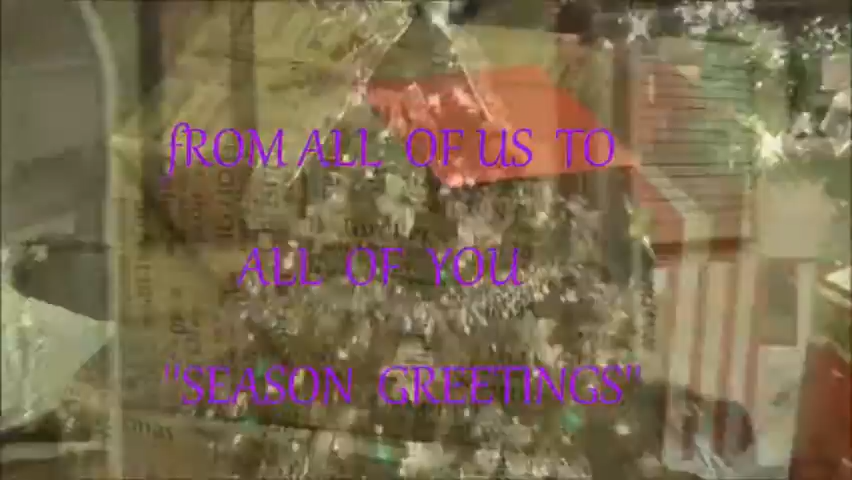 fROM ALL OF US TO
ALL OF YOU
"SEASON GREETINGS"